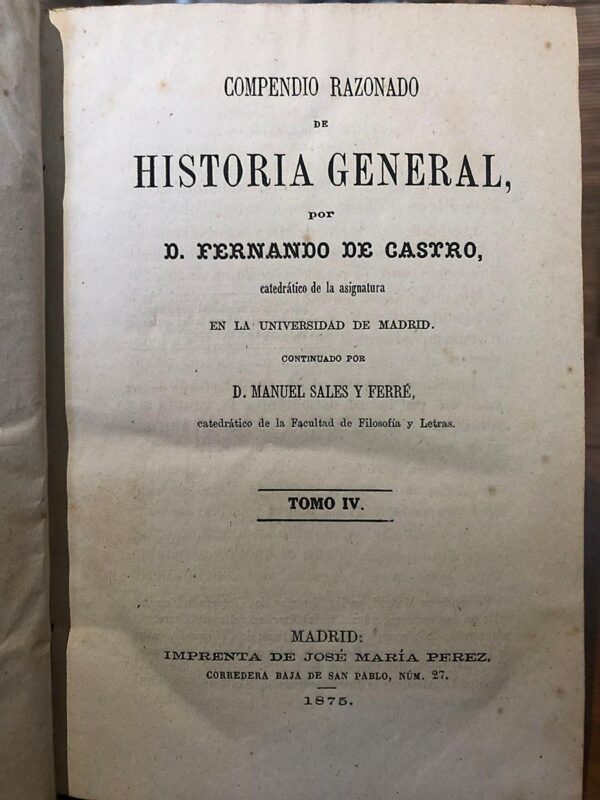 COMPENDIO RAZONADO
DE
HISTORIA GENERAL,
por
D. FERNANDO DE CASTRO,
catedrático de la asignatura
EN LA UNIVERSIDAD DE MADRID.
CONTINUADO POR
D. MANUEL SALES Y FERRÉ,
catedrático de la Facultad de Filosofía y Letras.
TOMO IV.
MADRID:
IMPRENTA DE JOSÉ MARÍA PEREZ.
CORREDERA BAJA DE SAN PABLO, NÚM. 27.
1875.